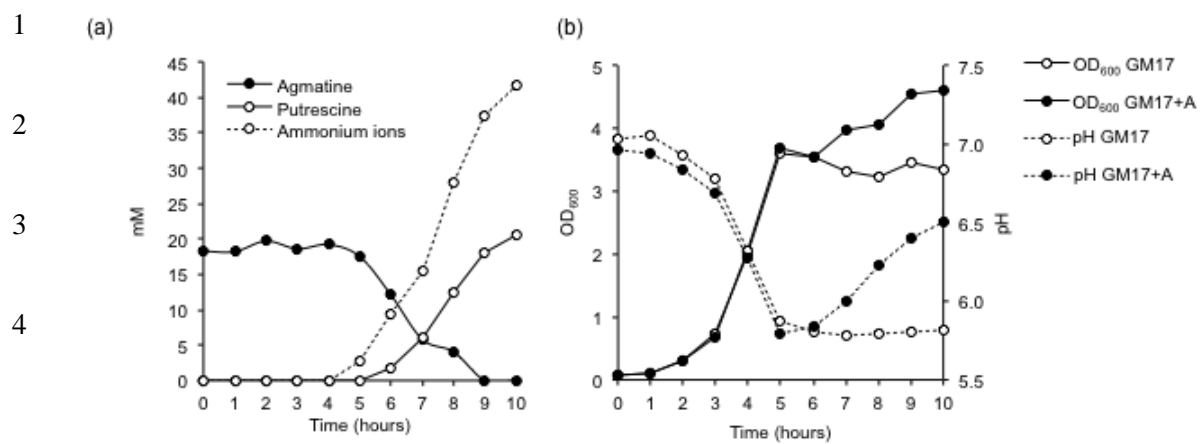 1
(a)
(b)
45
40
35
30
25
20
15
10
5
0
mM
Agmatine
Putrescine
Ammonium ions
0 1 2 3 4 5 6 7 8 9 10
Time (hours)
5
4
3
2
1
0
OD600
7.5
7.0
6.5
6.0
5.5
pH
0 1 2 3 4 5 6 7 8 9 10
Time (hours)
OD600 GM17
OD600 GM17+A
pH GM17
pH GM17+A
2
3
4